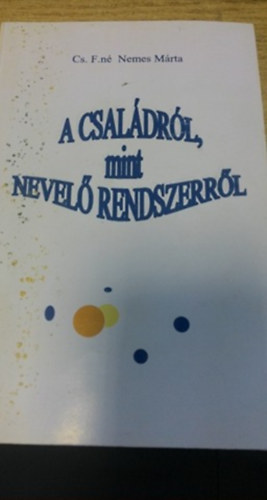 Cs. F.né Nemes Márta
A CSALÁDRÓL,
mint
NEVELŐ RENDSZERRŐL